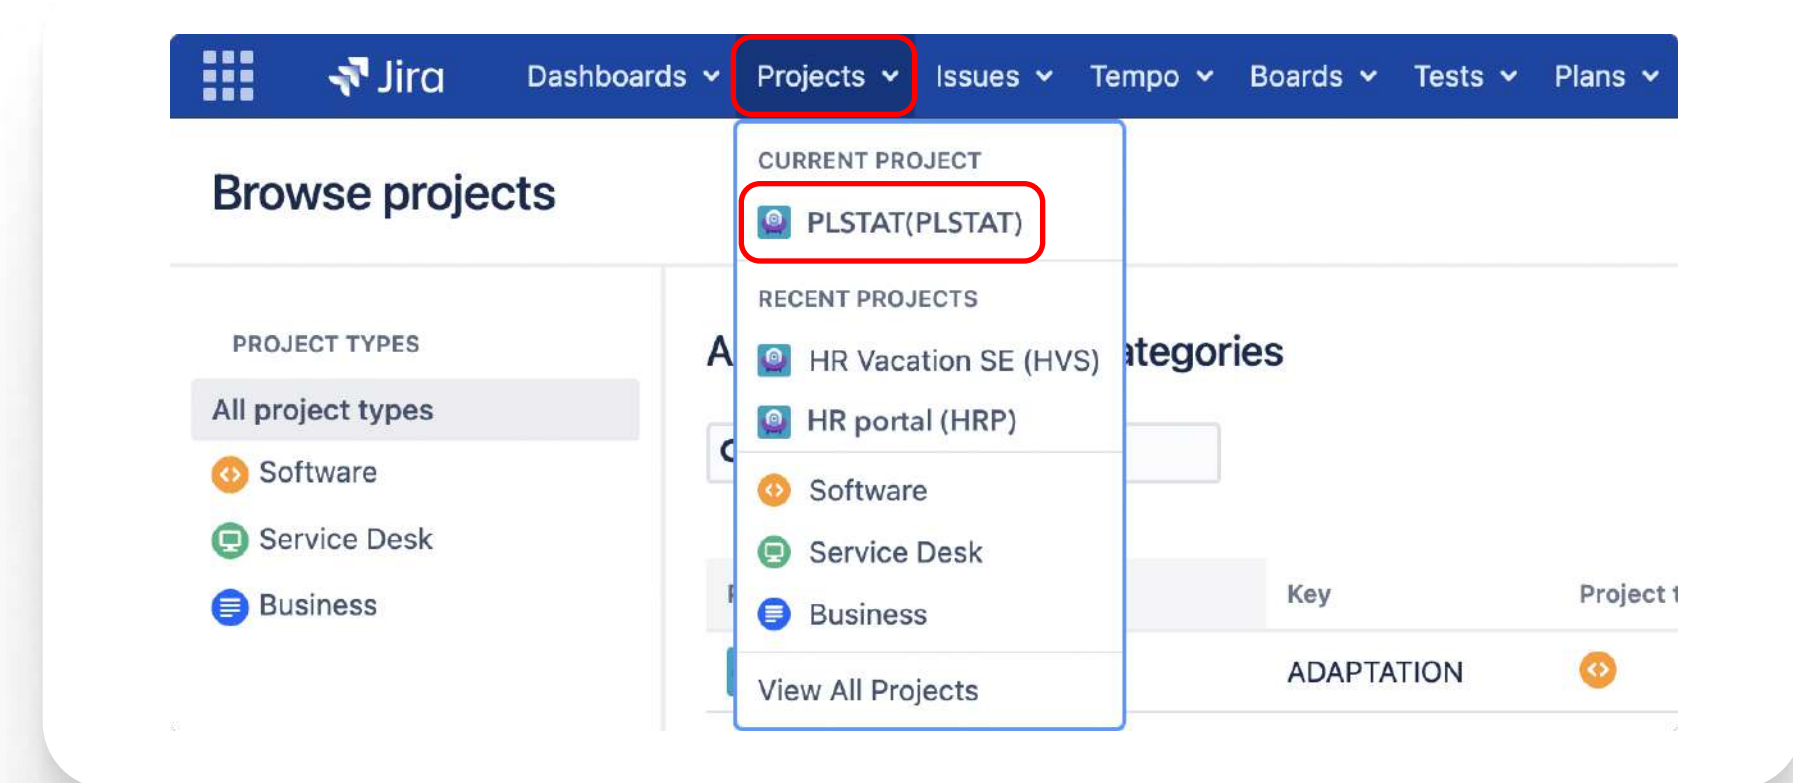 Jira Dashboards Projects Issues Tempo Boards Tests Plans
Browse projects
PROJECT TYPES
All project types
Software
Service Desk
Business
CURRENT PROJECT
PLSTAT(PLSTAT)
RECENT PROJECTS
HR Vacation SE (HVS)
HR portal (HRP)
Software
Service Desk
Business
View All Projects
Key Project
ADAPTATION